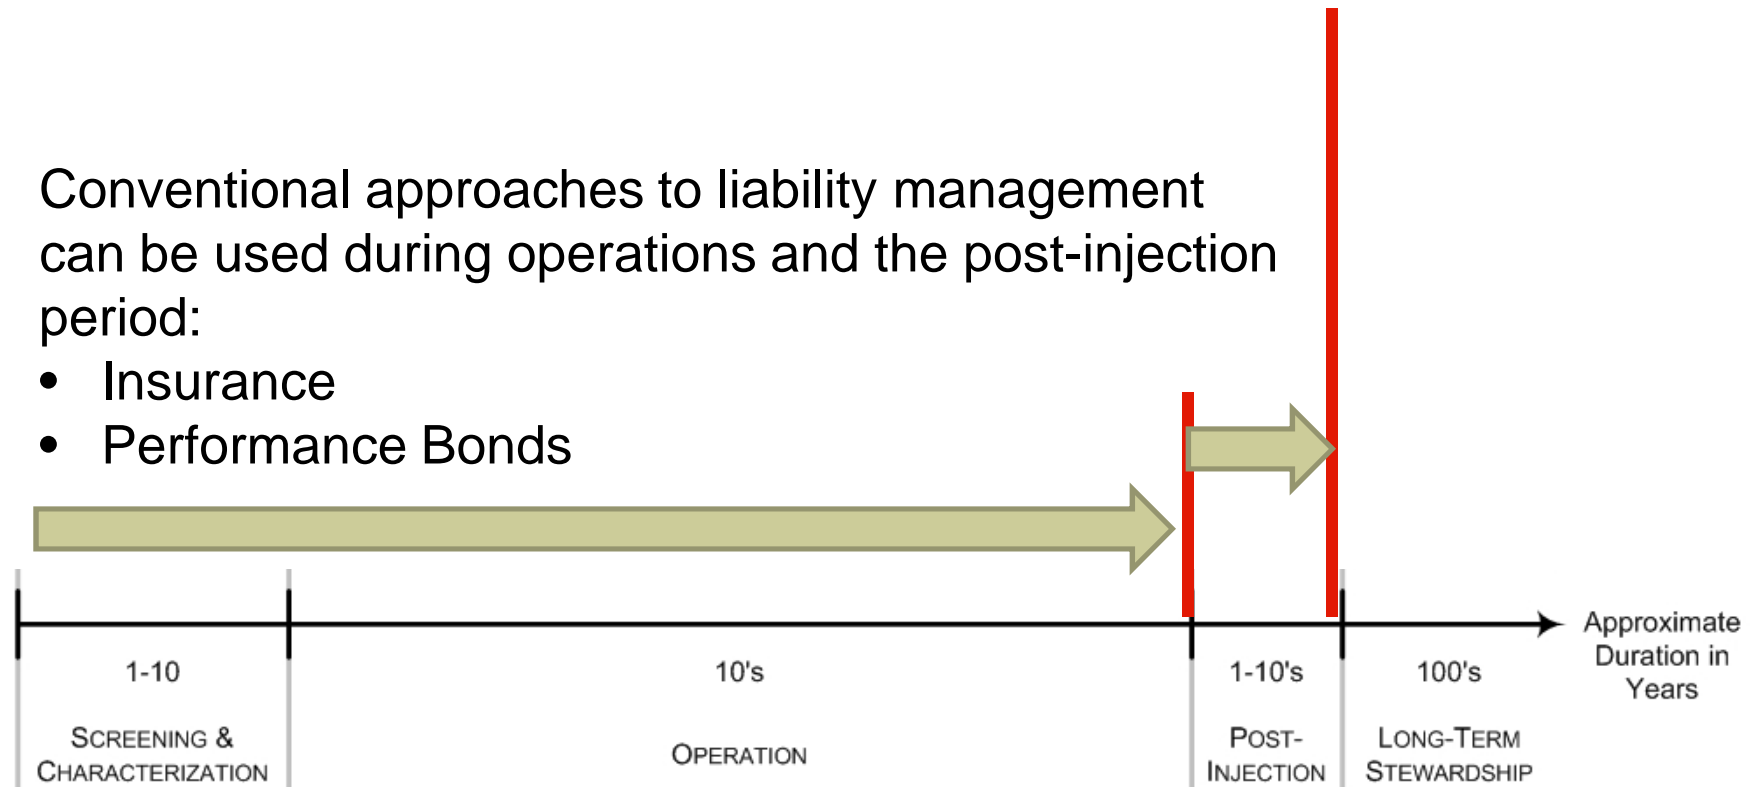 Conventional approaches to liability management
can be used during operations and the post-injection
period:
• Insurance
• Performance Bonds
Approximate
Duration in
Years
1-10
10's
1-10's
100's
SCREENING &
CHARACTERIZATION
OPERATION
POST-
INJECTION
LONG-TERM
STEWARDSHIP